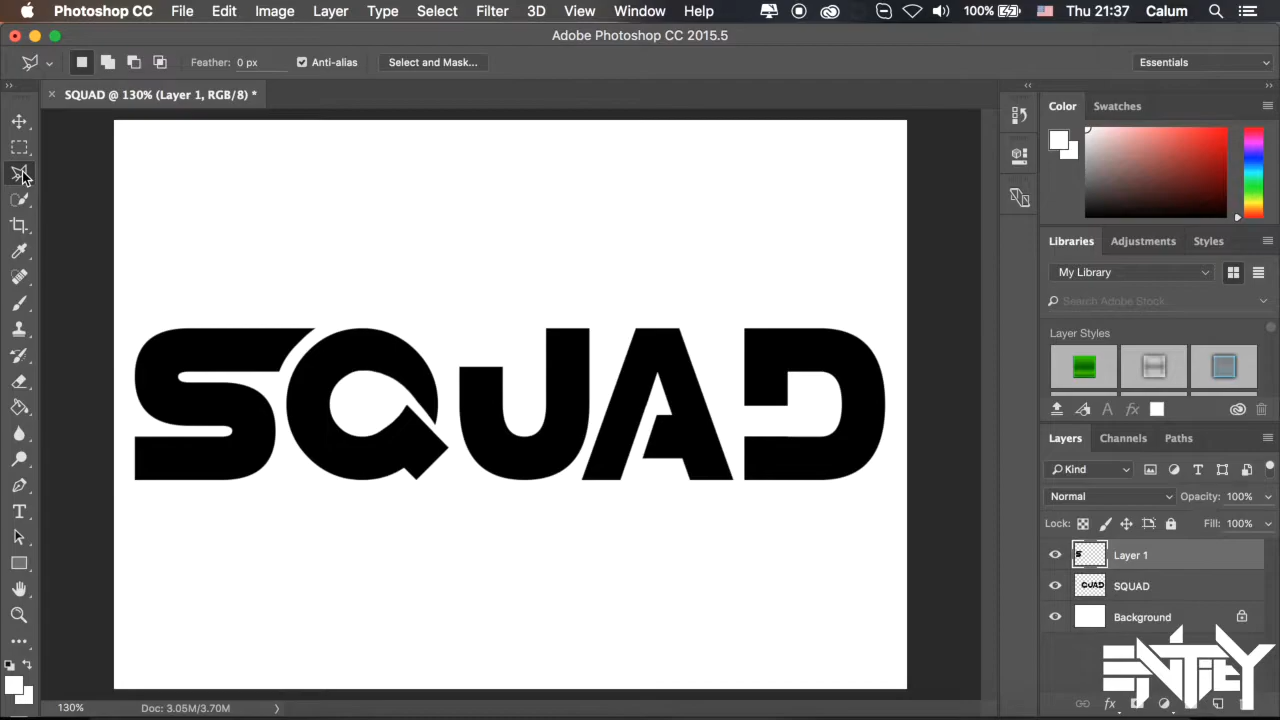 Photoshop CC File Edit Image Layer Type Select Filter 3D View Window Help 100% Thu 21:37 Calum
Adobe Photoshop CC 2015.5
Feather: 0 px Anti-alias Select and Mask... Essentials
SQUAD @ 130% (Layer 1, RGB/8) *
Color Swatches
Libraries Adjustments Styles
My Library
Search Adobe Stock
Layer Styles
SQUAD
Layers Channels Paths
Kind
Normal Opacity: 100%
Lock: Fill: 100%
Layer 1
SQUAD
Background
ENTITY
130% Doc: 3.05M/3.70M